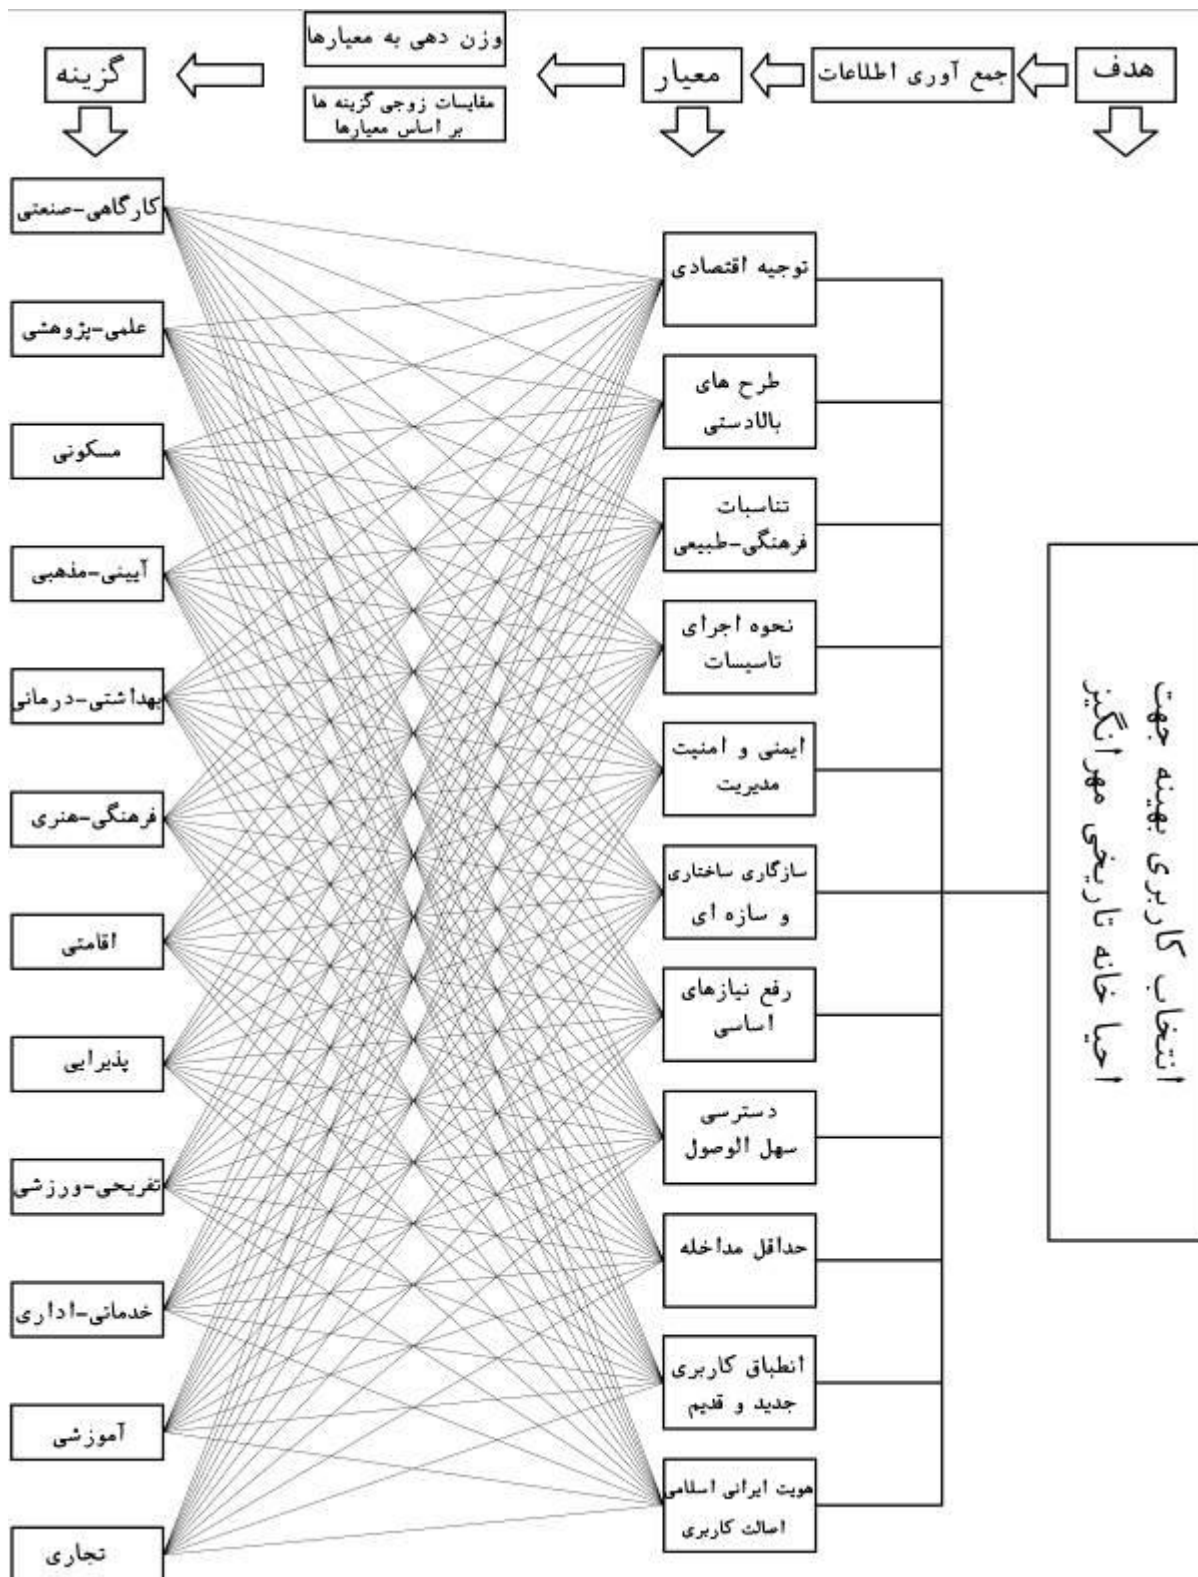 هدف
جمع آوری اطلاعات
معیار
وزن دهی به معیارها
مقایسات زوجی گزینه ها
بر اساس معیارها
گزینه
انتخاب کاربری بهینه جهت
احیا خانه تاریخی مهرانگیز
توجیه اقتصادی
طرح های
بالادستی
تناسبات
فرهنگی-طبیعی
نحوه اجرای
تاسیسات
ایمنی و امنیت
مدیریت
سازگاری ساختاری
و سازه ای
رفع نیازهای
اساسی
دسترسی
سهل الوصول
حداقل مداخله
انطباق کاربری
جدید و قدیم
هویت ایرانی اسلامی
اصالت کاربری
کارگاهی-صنعتی
علمی-پژوهشی
مسکونی
آیینی-مذهبی
بهداشتی-درمانی
فرهنگی-هنری
اقامتی
پذیرایی
تفریحی-ورزشی
خدماتی-اداری
آموزشی
تجاری